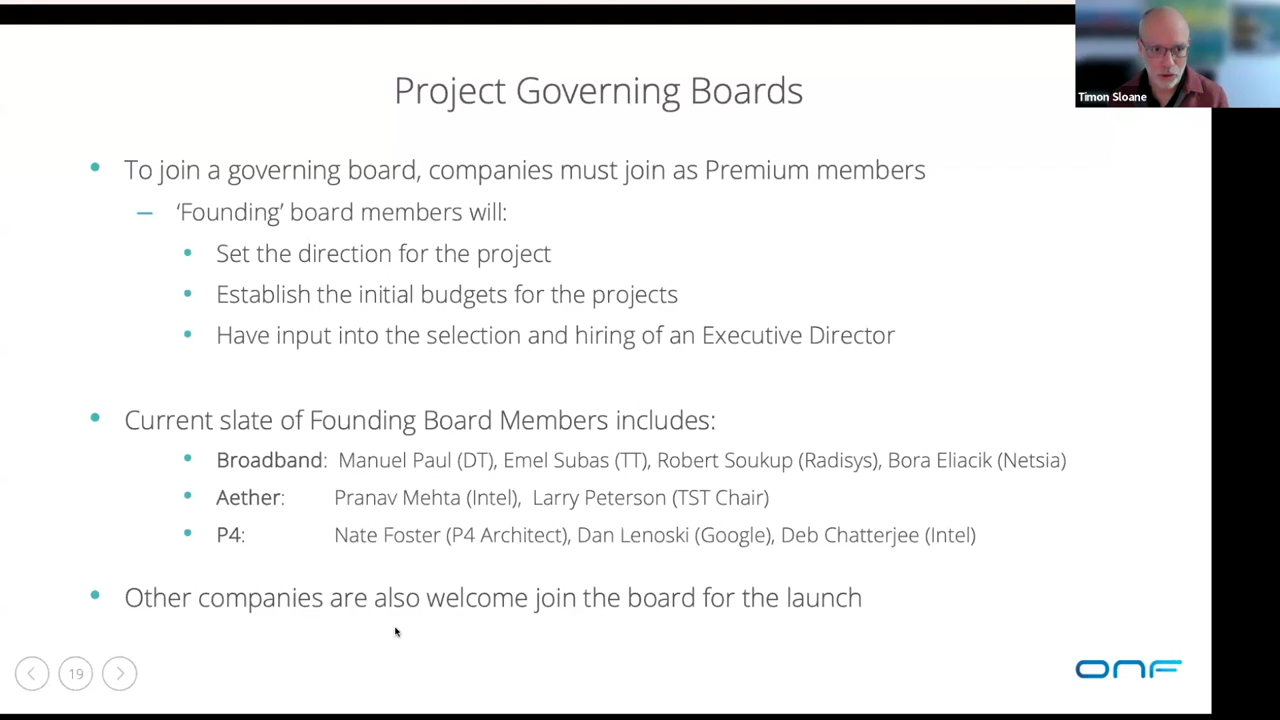 Project Governing Boards
Timon Sloane
• To join a governing board, companies must join as Premium members
– ‘Founding’ board members will:
• Set the direction for the project
• Establish the initial budgets for the projects
• Have input into the selection and hiring of an Executive Director
• Current slate of Founding Board Members includes:
• Broadband: Manuel Paul (DT), Emel Subas (TT), Robert Soukup (Radisys), Bora Eliacik (Netsia)
• Aether: Pranav Mehta (Intel), Larry Peterson (TST Chair)
• P4: Nate Foster (P4 Architect), Dan Lenoski (Google), Deb Chatterjee (Intel)
• Other companies are also welcome join the board for the launch
19
ONF